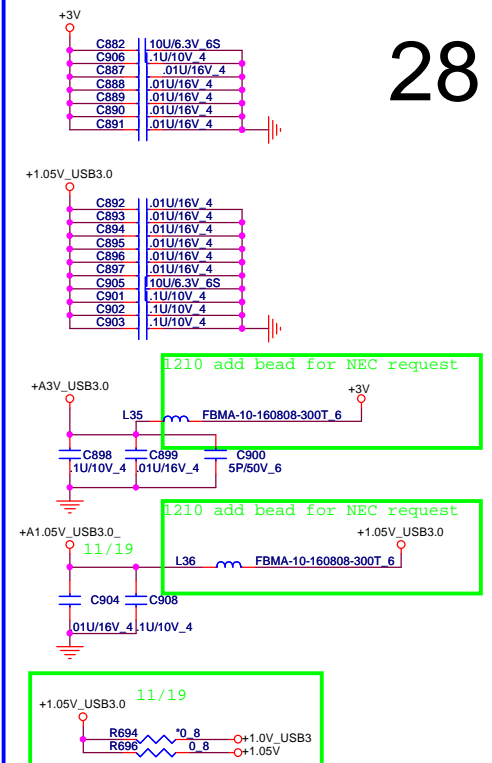 28
+3V
C882 10U/6.3V_6S
C906 .1U/10V_4
C887 .01U/16V_4
C888 .01U/16V_4
C889 .01U/16V_4
C890 .01U/16V_4
C891 .01U/16V_4
+1.05V_USB3.0
C892 .01U/16V_4
C893 .01U/16V_4
C894 .01U/16V_4
C895 .01U/16V_4
C896 .01U/16V_4
C897 .01U/16V_4
C905 10U/6.3V_6S
C901 .1U/10V_4
C902 .1U/10V_4
C903 .1U/10V_4
1210 add bead for NEC request
+A3V_USB3.0 +3V
L35 FBMA-10-160808-300T_6
C898 C899 C900
.1U/10V_4 .01U/16V_4 5P/50V_6
1210 add bead for NEC request
+A1.05V_USB3.0_ +1.05V_USB3.0
11/19
L36 FBMA-10-160808-300T_6
C904 C908
.01U/16V_4 .1U/10V_4
11/19
+1.05V_USB3.0
R694 *0_8 +1.0V_USB3
R696 0_8 +1.05V